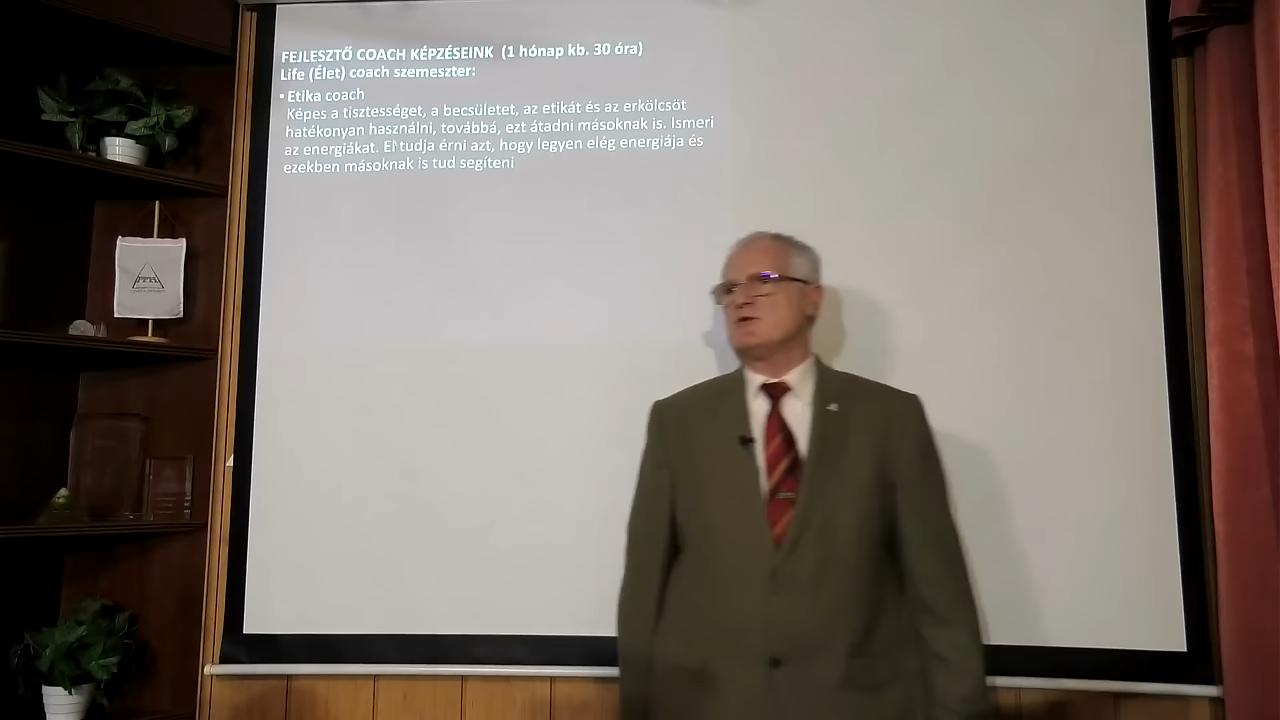 FEJLESZTŐ COACH KÉPZÉSEINK (1 hónap kb. 30 óra)
Life (Élet) coach szemeszter:
• Etika coach
Képes a tisztességet, a becsületet, az etikát és az erkölcsöt
hatékonyan használni, továbbá, ezt átadni másoknak is. Ismeri
az energiákat. El tudja érni azt, hogy legyen elég energiája és
ezekben másoknak is tud segíteni